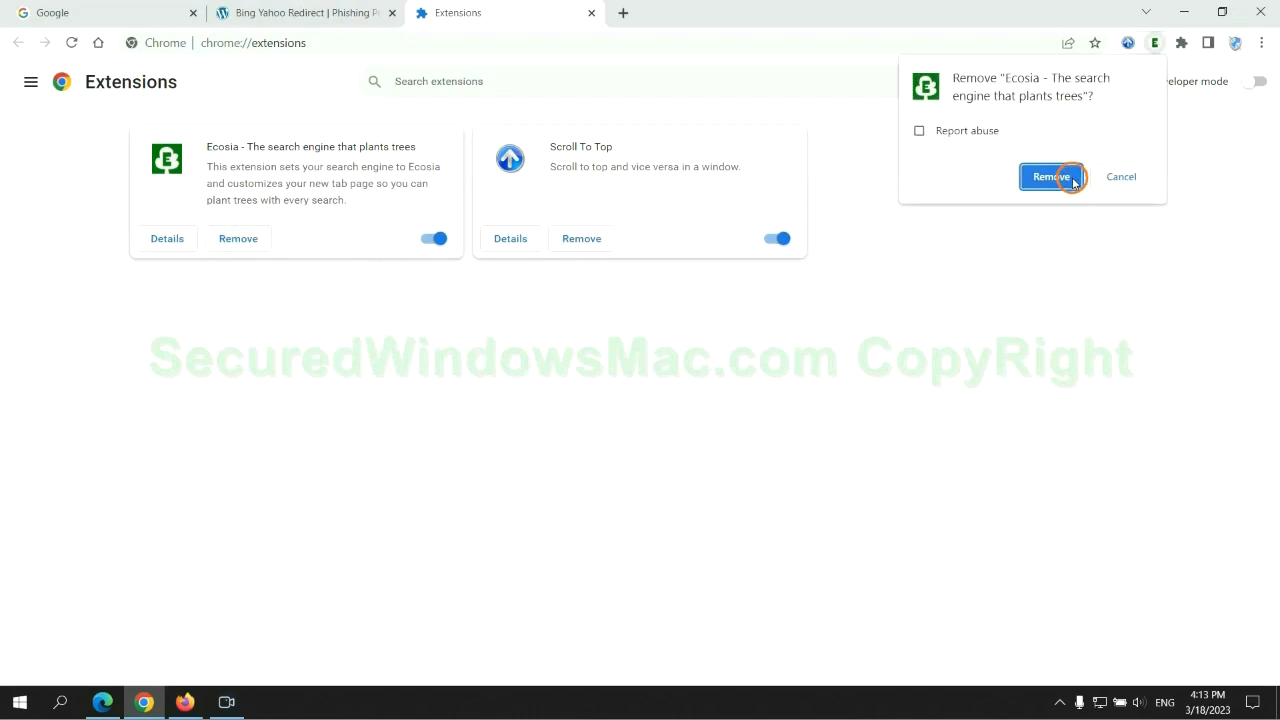 Google
Bing Yahoo Redirect | Phishing P
Extensions
Chrome
chrome://extensions
Extensions
Search extensions
eloper mode
Remove "Ecosia - The search
engine that plants trees"?
Report abuse
Remove
Cancel
Ecosia - The search engine that plants trees
This extension sets your search engine to Ecosia
and customizes your new tab page so you can
plant trees with every search.
Details
Remove
Scroll To Top
Scroll to top and vice versa in a window.
Details
Remove
SecuredWindowsMac.com CopyRight
ENG
4:13 PM
3/18/2023